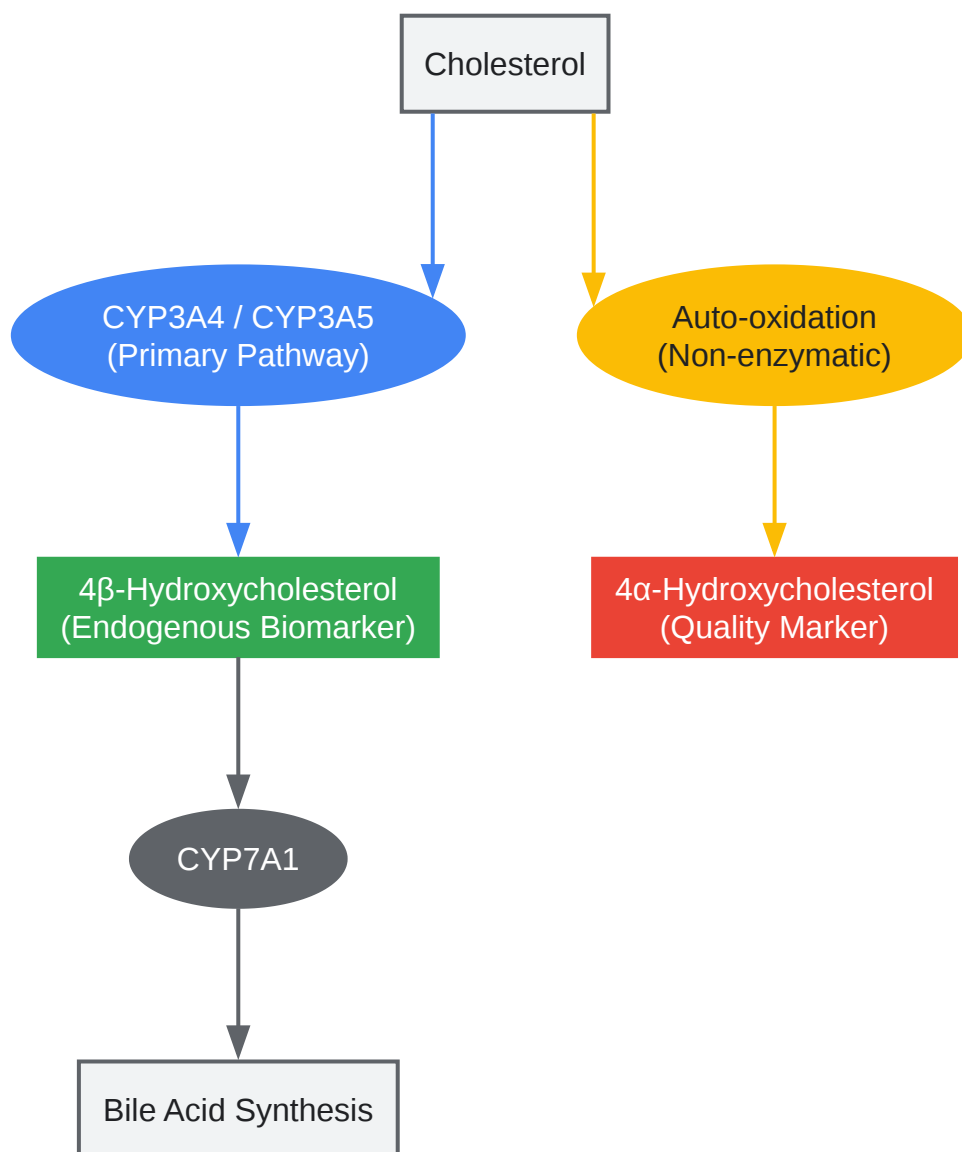 Cholesterol
CYP3A4 / CYP3A5
(Primary Pathway)
Auto-oxidation
(Non-enzymatic)
4β-Hydroxycholesterol
(Endogenous Biomarker)
4α-Hydroxycholesterol
(Quality Marker)
CYP7A1
Bile Acid Synthesis